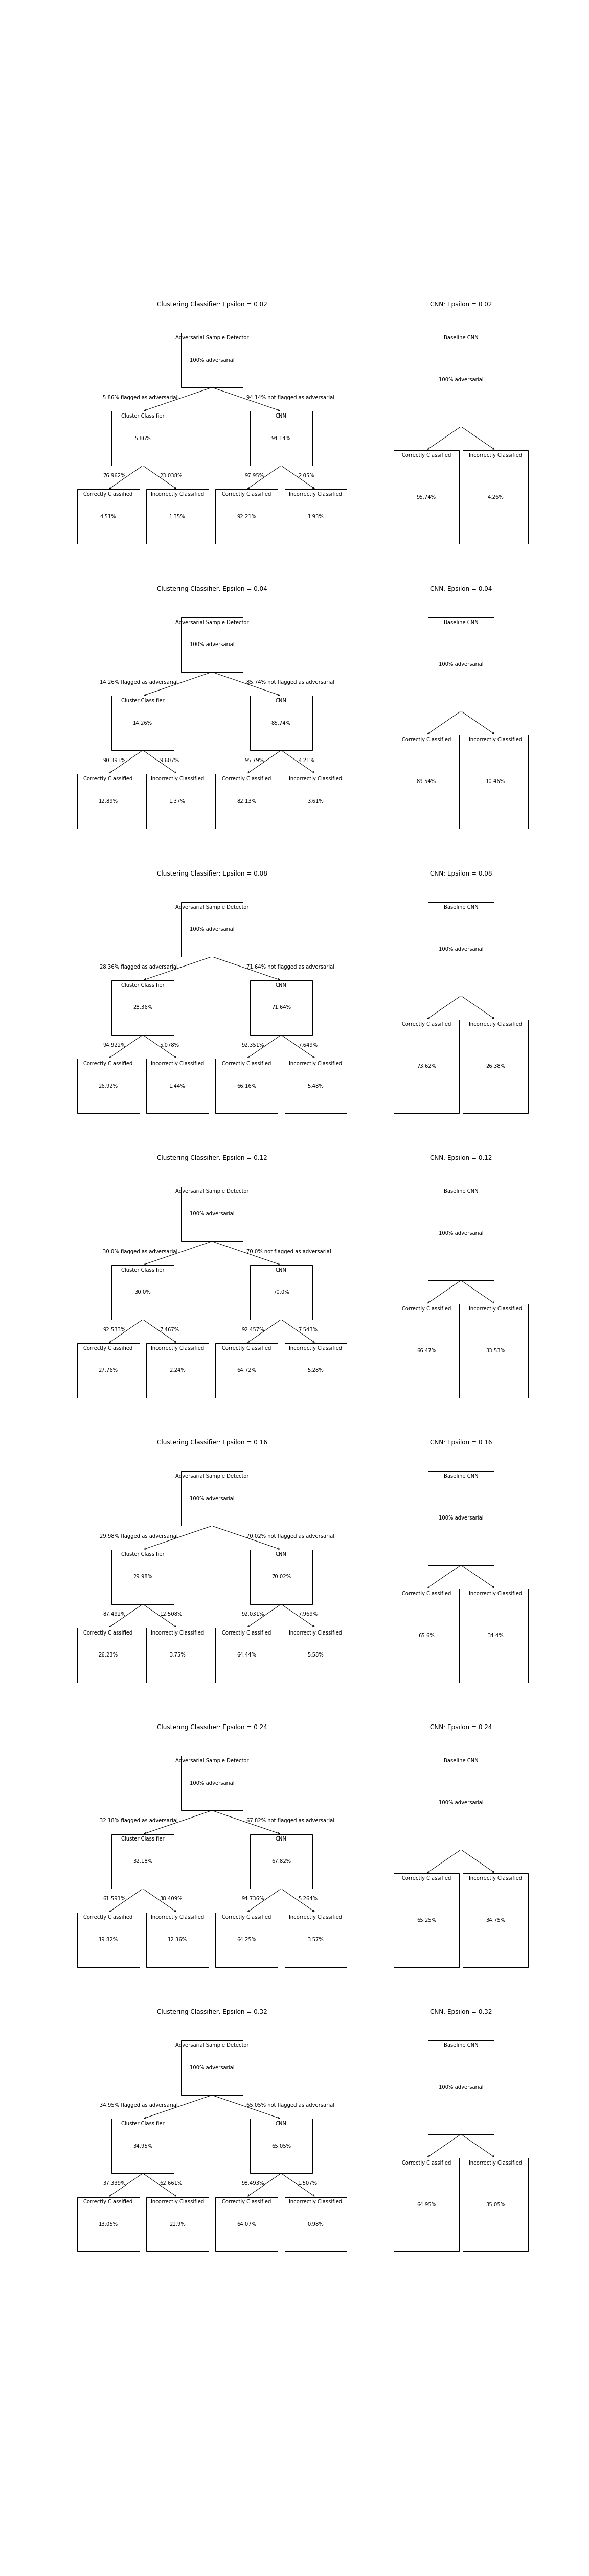 Clustering Classifier: Epsilon = 0.02
CNN: Epsilon = 0.02
Adversarial Sample Detector
100% adversarial
Baseline CNN
100% adversarial
5.86% flagged as adversarial
94.14% not flagged as adversarial
Cluster Classifier
5.86%
CNN
94.14%
76.962%
23.038%
97.95%
2.05%
Correctly Classified
4.51%
Incorrectly Classified
1.35%
Correctly Classified
92.21%
Incorrectly Classified
1.93%
Correctly Classified
95.74%
Incorrectly Classified
4.26%
Clustering Classifier: Epsilon = 0.04
CNN: Epsilon = 0.04
Adversarial Sample Detector
100% adversarial
Baseline CNN
100% adversarial
14.26% flagged as adversarial
85.74% not flagged as adversarial
Cluster Classifier
14.26%
CNN
85.74%
90.393%
9.607%
95.79%
4.21%
Correctly Classified
12.89%
Incorrectly Classified
1.37%
Correctly Classified
82.13%
Incorrectly Classified
3.61%
Correctly Classified
89.54%
Incorrectly Classified
10.46%
Clustering Classifier: Epsilon = 0.08
CNN: Epsilon = 0.08
Adversarial Sample Detector
100% adversarial
Baseline CNN
100% adversarial
28.36% flagged as adversarial
71.64% not flagged as adversarial
Cluster Classifier
28.36%
CNN
71.64%
94.922%
5.078%
92.351%
7.649%
Correctly Classified
26.92%
Incorrectly Classified
1.44%
Correctly Classified
66.16%
Incorrectly Classified
5.48%
Correctly Classified
73.62%
Incorrectly Classified
26.38%
Clustering Classifier: Epsilon = 0.12
CNN: Epsilon = 0.12
Adversarial Sample Detector
100% adversarial
Baseline CNN
100% adversarial
30.0% flagged as adversarial
70.0% not flagged as adversarial
Cluster Classifier
30.0%
CNN
70.0%
92.533%
7.467%
92.457%
7.543%
Correctly Classified
27.76%
Incorrectly Classified
2.24%
Correctly Classified
64.72%
Incorrectly Classified
5.28%
Correctly Classified
66.47%
Incorrectly Classified
33.53%
Clustering Classifier: Epsilon = 0.16
CNN: Epsilon = 0.16
Adversarial Sample Detector
100% adversarial
Baseline CNN
100% adversarial
29.98% flagged as adversarial
70.02% not flagged as adversarial
Cluster Classifier
29.98%
CNN
70.02%
87.492%
12.508%
92.031%
7.969%
Correctly Classified
26.23%
Incorrectly Classified
3.75%
Correctly Classified
64.44%
Incorrectly Classified
5.58%
Correctly Classified
65.6%
Incorrectly Classified
34.4%
Clustering Classifier: Epsilon = 0.24
CNN: Epsilon = 0.24
Adversarial Sample Detector
100% adversarial
Baseline CNN
100% adversarial
32.18% flagged as adversarial
67.82% not flagged as adversarial
Cluster Classifier
32.18%
CNN
67.82%
61.591%
38.409%
94.736%
5.264%
Correctly Classified
19.82%
Incorrectly Classified
12.36%
Correctly Classified
64.25%
Incorrectly Classified
3.57%
Correctly Classified
65.25%
Incorrectly Classified
34.75%
Clustering Classifier: Epsilon = 0.32
CNN: Epsilon = 0.32
Adversarial Sample Detector
100% adversarial
Baseline CNN
100% adversarial
34.95% flagged as adversarial
65.05% not flagged as adversarial
Cluster Classifier
34.95%
CNN
65.05%
37.339%
62.661%
98.493%
1.507%
Correctly Classified
13.05%
Incorrectly Classified
21.9%
Correctly Classified
64.07%
Incorrectly Classified
0.98%
Correctly Classified
64.95%
Incorrectly Classified
35.05%